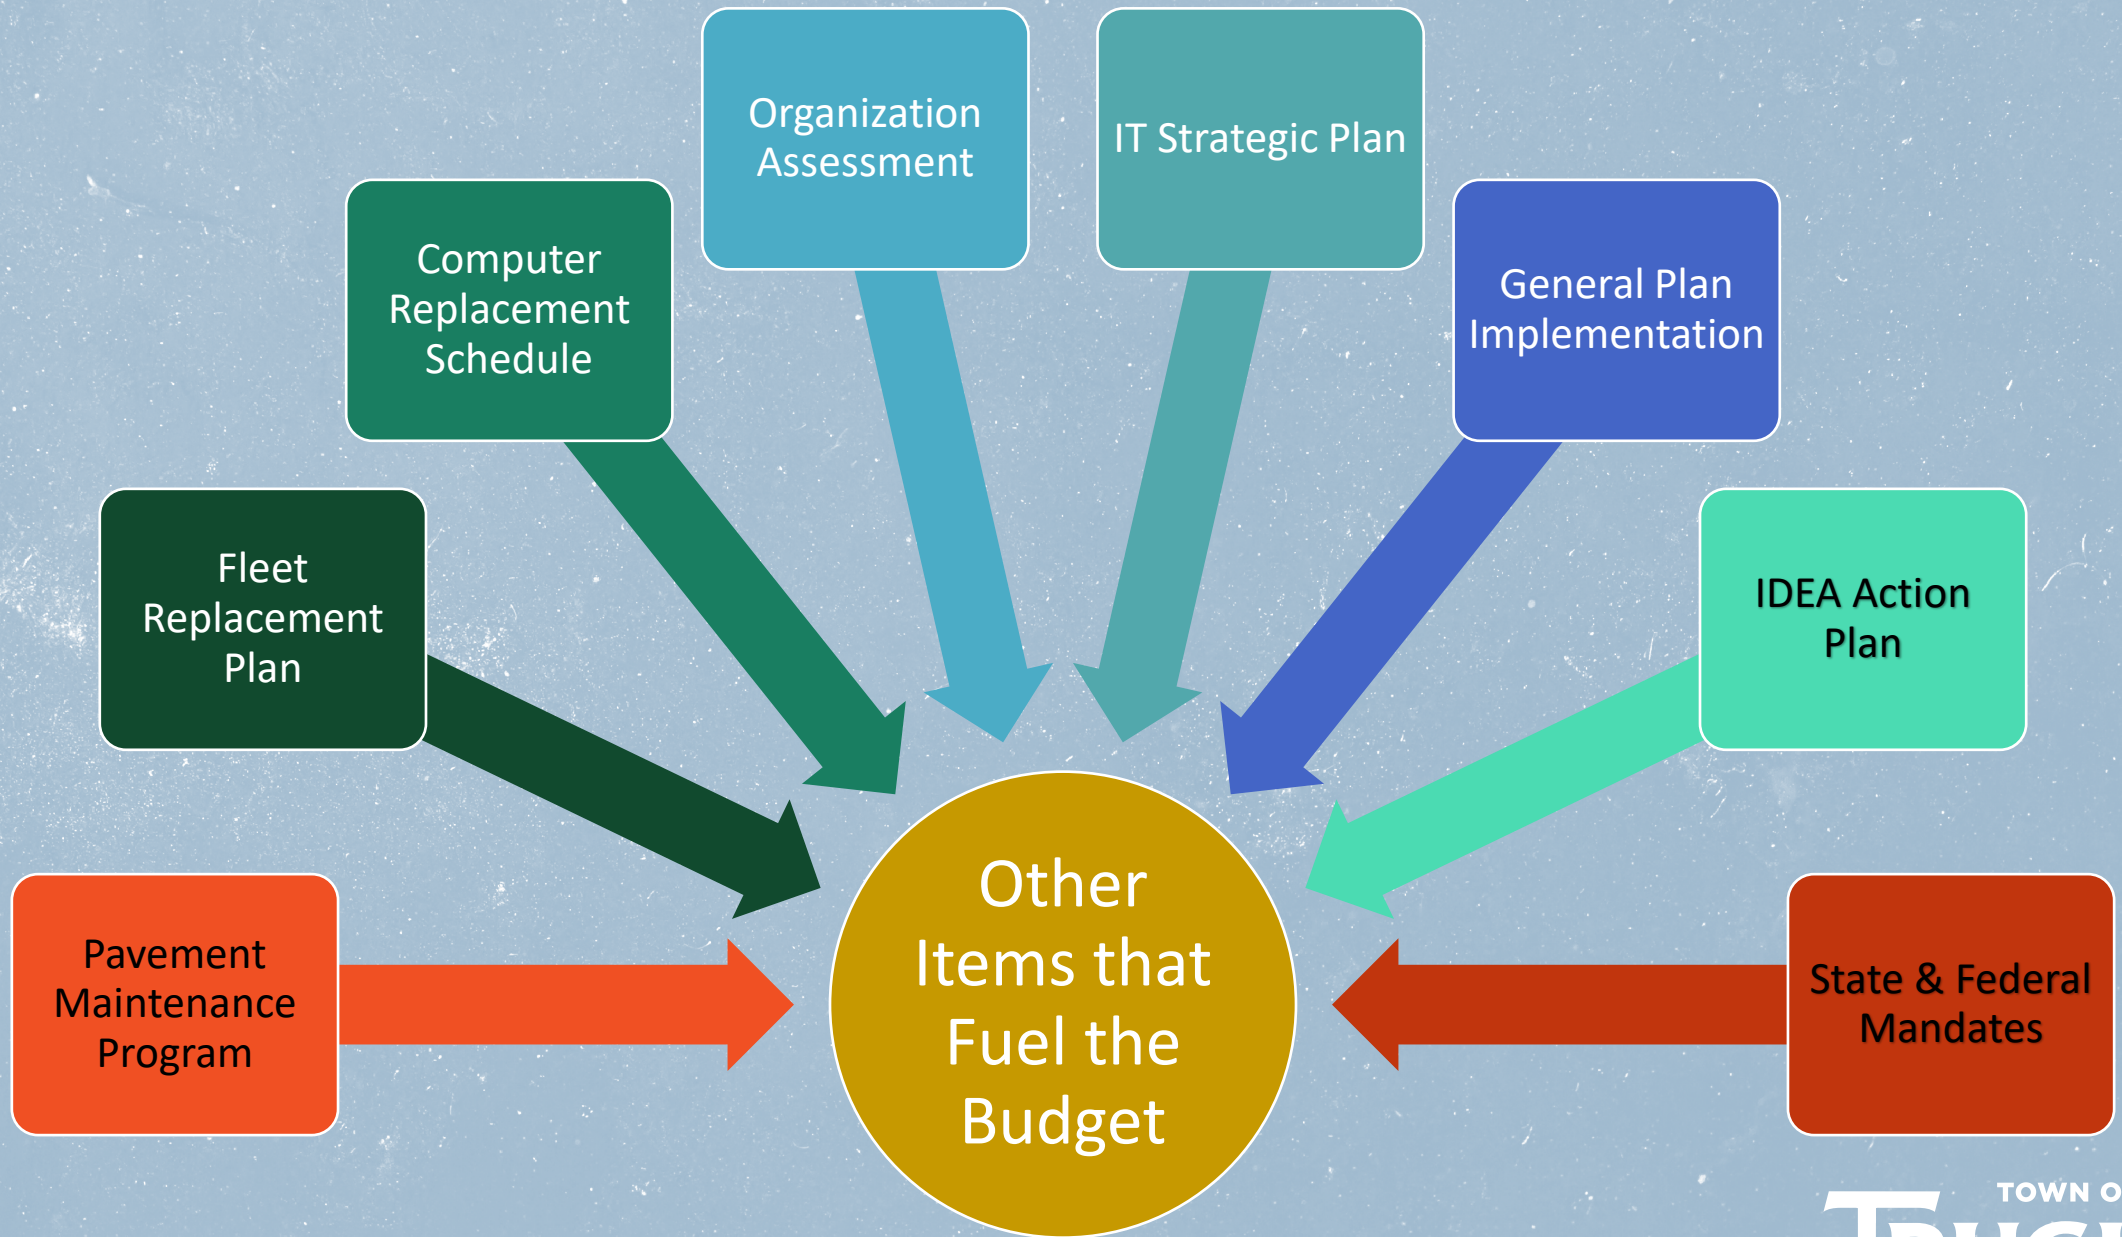 Organization
Assessment
IT Strategic Plan
Computer
Replacement
Schedule
General Plan
Implementation
Fleet
Replacement
Plan
IDEA Action
Plan
Pavement
Maintenance
Program
Other
Items that
Fuel the
Budget
State & Federal
Mandates
TOWN